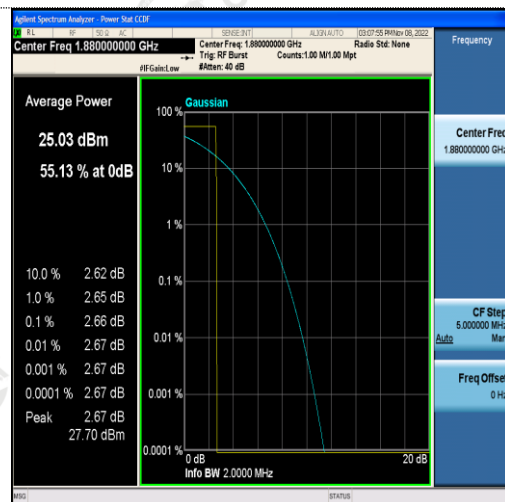 Agilent Spectrum Analyzer - Power Stat CCDF
RL RF 50 Ω AC SENSE:INT ALIGN AUTO 03:07:55 PM Nov 08, 2022
Center Freq 1.880000000 GHz
Center Freq: 1.880000000 GHz Radio Std: None
Trig: RF Burst Counts:1.00 M/1.00 Mpt
#IFGain:Low #Atten: 40 dB
Frequency
Average Power
25.03 dBm
55.13 % at 0dB
10.0 % 2.62 dB
1.0 % 2.65 dB
0.1 % 2.66 dB
0.01 % 2.67 dB
0.001 % 2.67 dB
0.0001 % 2.67 dB
Peak 2.67 dB
27.70 dBm
Gaussian
100 %
10 %
1 %
0.1 %
0.01 %
0.001 %
0.0001 %
0 dB 20 dB
Info BW 2.0000 MHz
Center Freq
1.880000000 GHz
CF Step
5.000000 MHz
Auto Man
Freq Offset
0 Hz
MSG STATUS